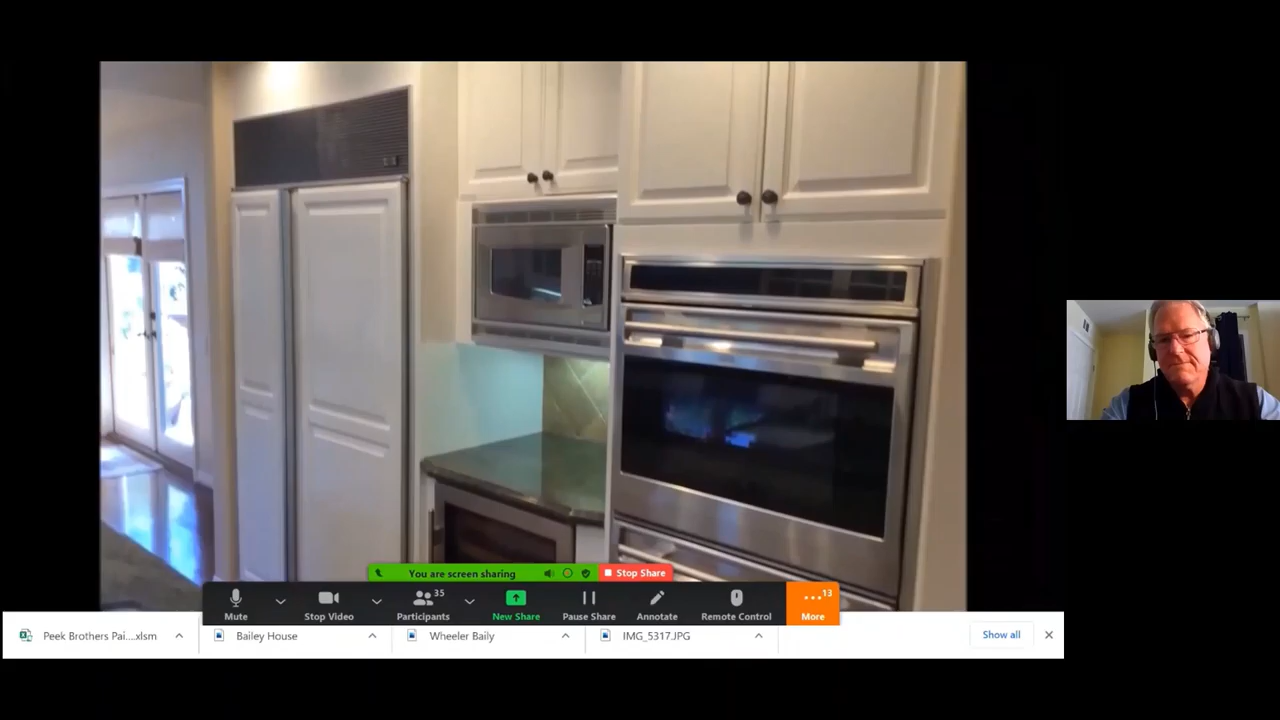 You are screen sharing
Stop Share
35
13
Mute
Stop Video
Participants
New Share
Pause Share
Annotate
Remote Control
More
Peek Brothers Pai....xlsm
Bailey House
Wheeler Baily
IMG_5317.JPG
Show all